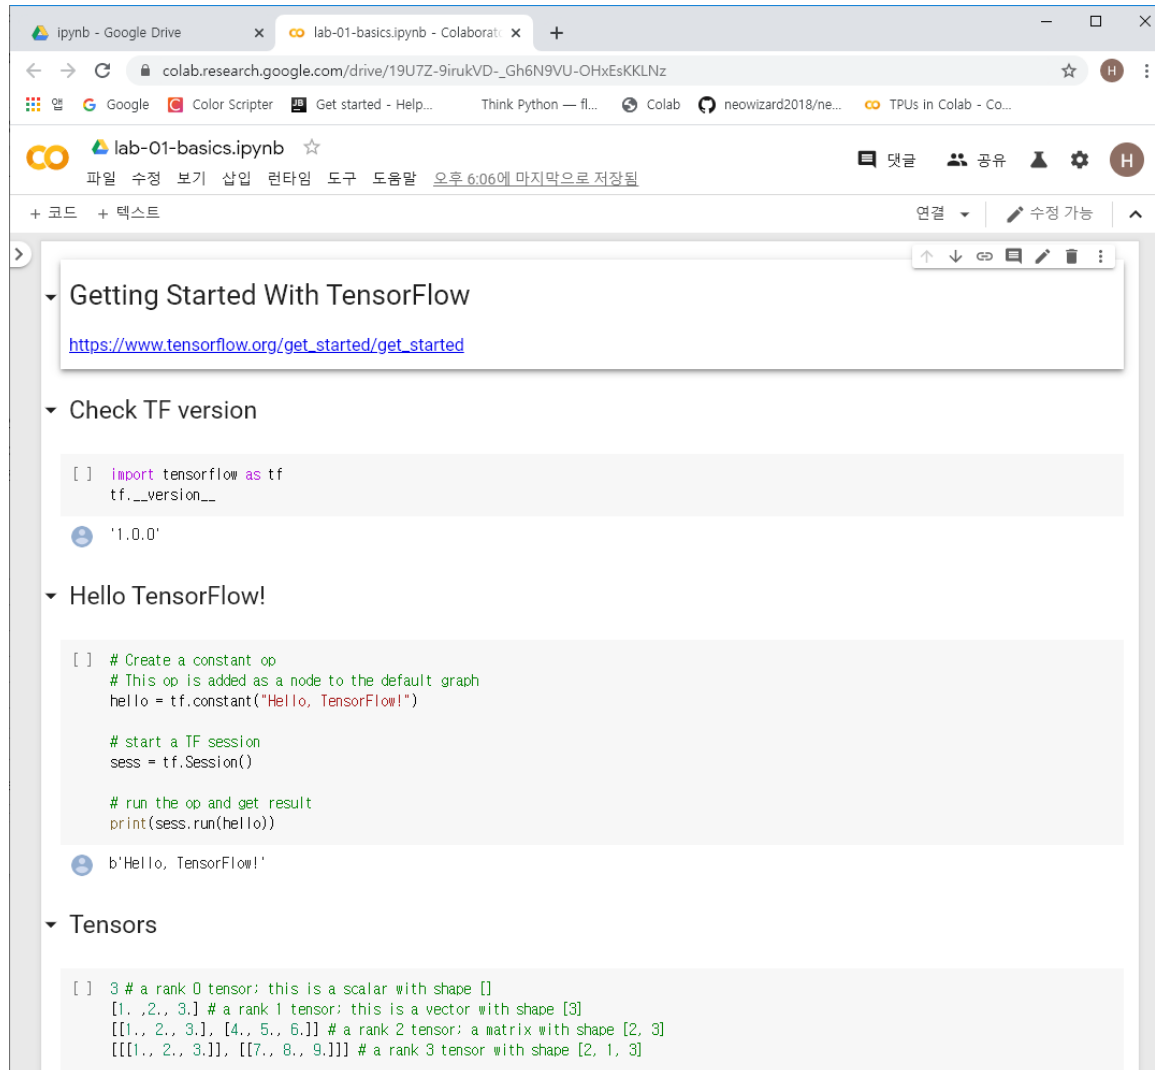 ipynb - Google Drive
lab-01-basics.ipynb - Colaborato
colab.research.google.com/drive/19U7Z-9irukVD-_Gh6N9VU-OHxEsKKLNz
H
앱 Google Color Scripter Get started - Help... Think Python — fl... Colab neowizard2018/ne... TPUs in Colab - Co...
lab-01-basics.ipynb
댓글 공유 H
파일 수정 보기 삽입 런타임 도구 도움말 오후 6:06에 마지막으로 저장됨
+ 코드 + 텍스트 연결 수정 가능
Getting Started With TensorFlow
https://www.tensorflow.org/get_started/get_started
Check TF version
[ ] import tensorflow as tf
tf.__version__
'1.0.0'
Hello TensorFlow!
[ ] # Create a constant op
# This op is added as a node to the default graph
hello = tf.constant("Hello, TensorFlow!")
# start a TF session
sess = tf.Session()
# run the op and get result
print(sess.run(hello))
b'Hello, TensorFlow!'
Tensors
[ ] 3 # a rank 0 tensor; this is a scalar with shape []
[1. ,2., 3.] # a rank 1 tensor; this is a vector with shape [3]
[[1., 2., 3.], [4., 5., 6.]] # a rank 2 tensor; a matrix with shape [2, 3]
[[[1., 2., 3.]], [[7., 8., 9.]]] # a rank 3 tensor with shape [2, 1, 3]